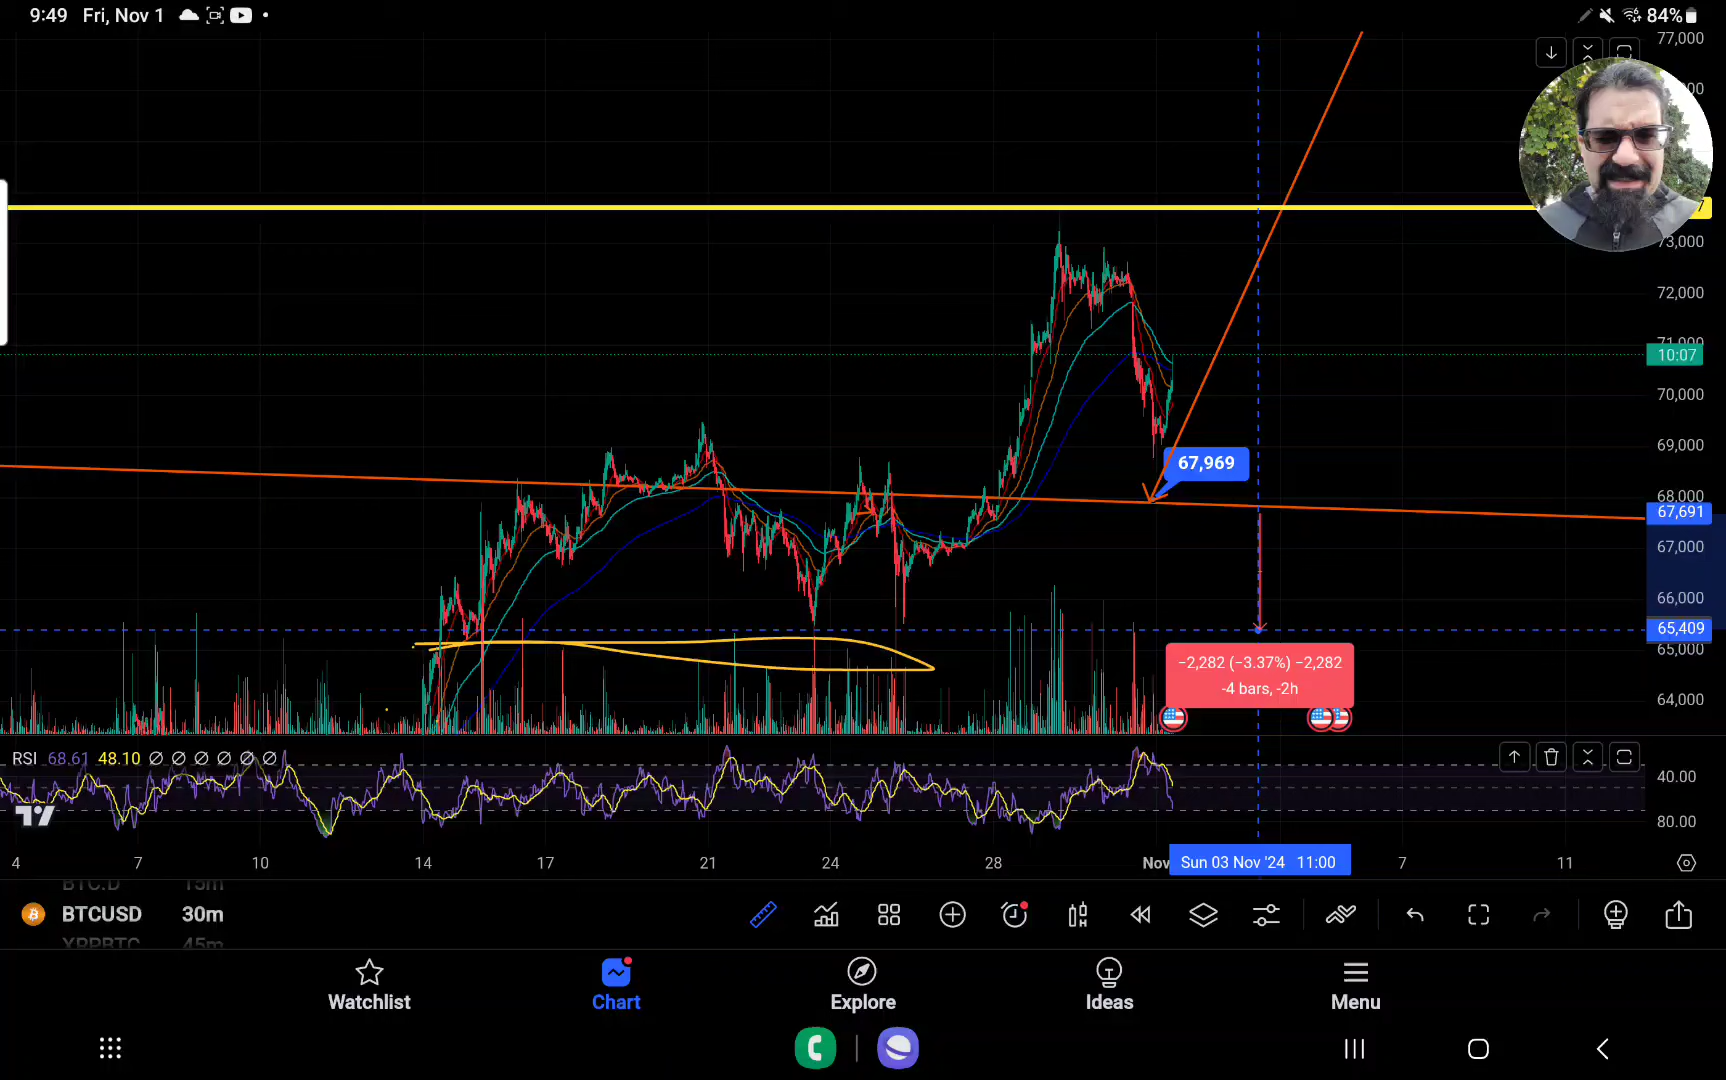 9:49 Fri, Nov 1
84%
77,000
73,000
72,000
71,000
10:07
70,000
69,000
67,969
68,000
67,691
67,000
66,000
65,409
65,000
−2,282 (−3.37%) −2,282
-4 bars, -2h
64,000
RSI 68.61 48.10 ∅ ∅ ∅ ∅ ∅ ∅
40.00
80.00
4 7 10 14 17 21 24 28 Nov Sun 03 Nov '24 11:00 7 11
BTC.D 15m
BTCUSD 30m
XRPBTC 45m
Watchlist
Chart
Explore
Ideas
Menu